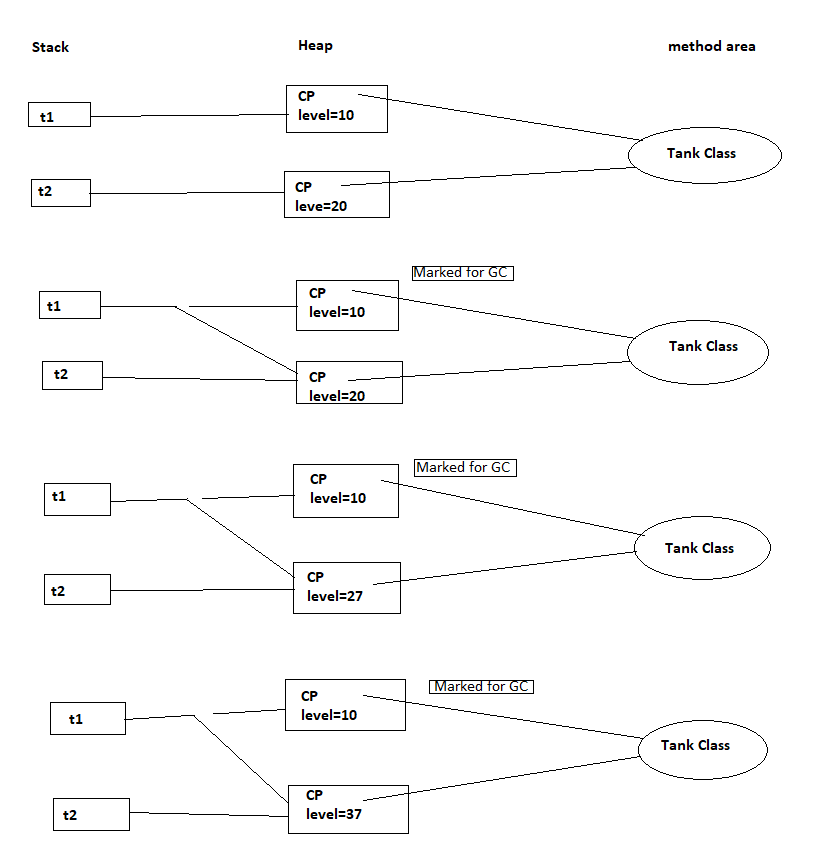 Stack Heap method area
CP
level=10
t1
Tank Class
CP
t2
leve=20
Marked for GC
CP
t1
level=10
Tank Class
t2
CP
level=20
Marked for GC
CP
t1
level=10
Tank Class
CP
t2
level=27
Marked for GC
CP
t1
level=10
Tank Class
CP
t2
level=37